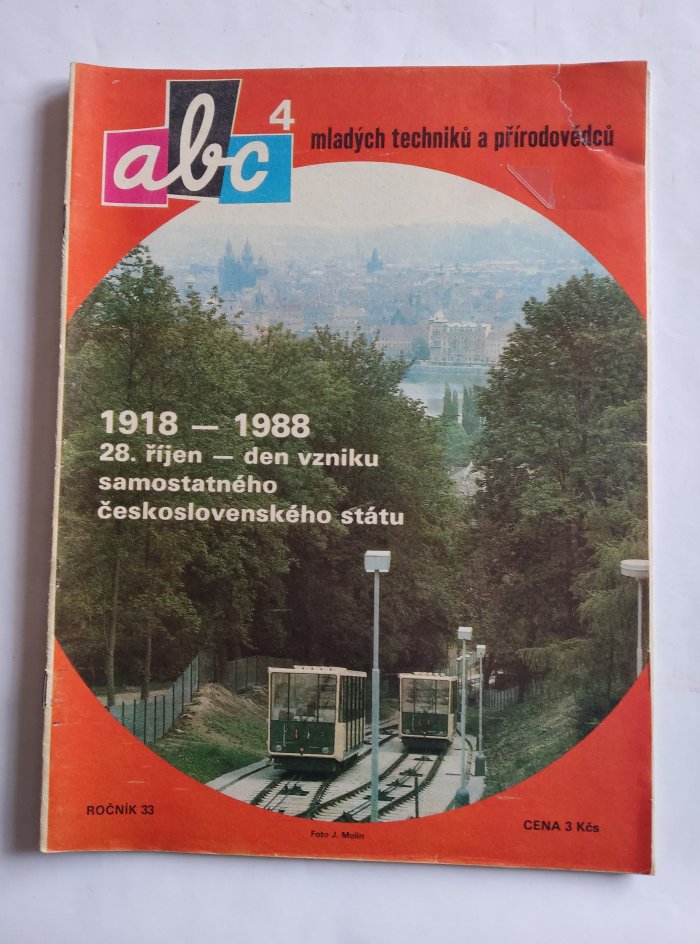 abc 4
mladých techniků a přírodovědců
1918 — 1988
28. říjen — den vzniku
samostatného
československého státu
ROČNÍK 33
Foto J. Molín
CENA 3 Kčs